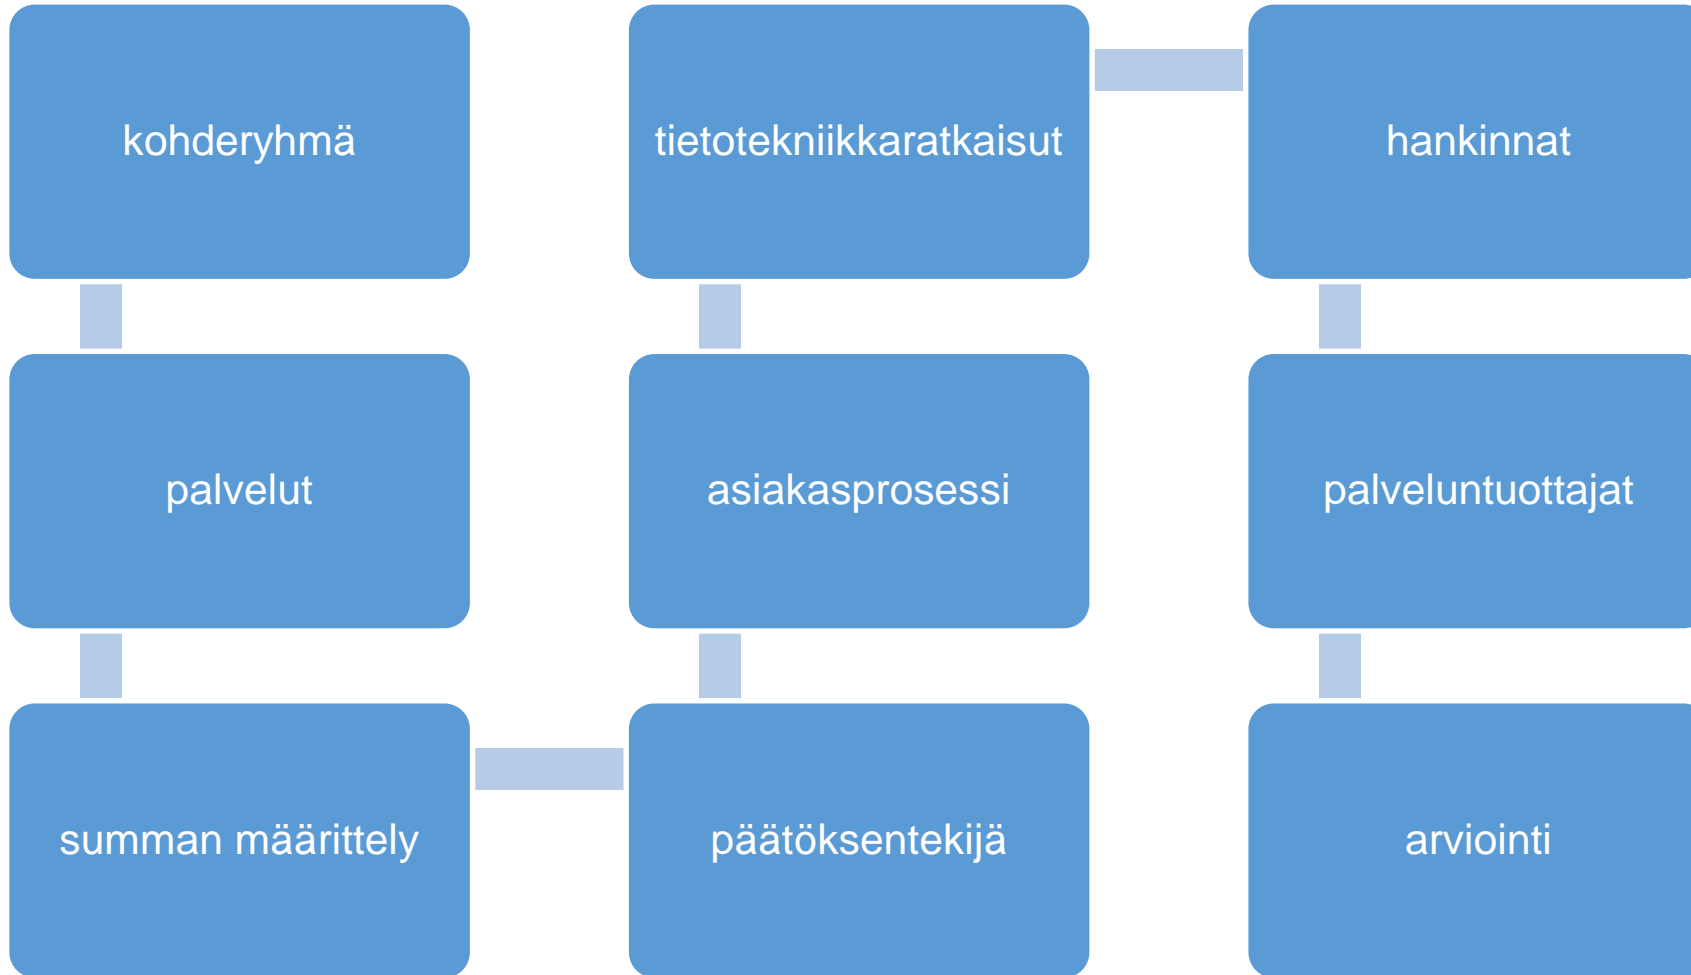 kohderyhmä
palvelut
summan määrittely
päätöksentekijä
asiakasprosessi
tietotekniikkaratkaisut
hankinnat
palveluntuottajat
arviointi